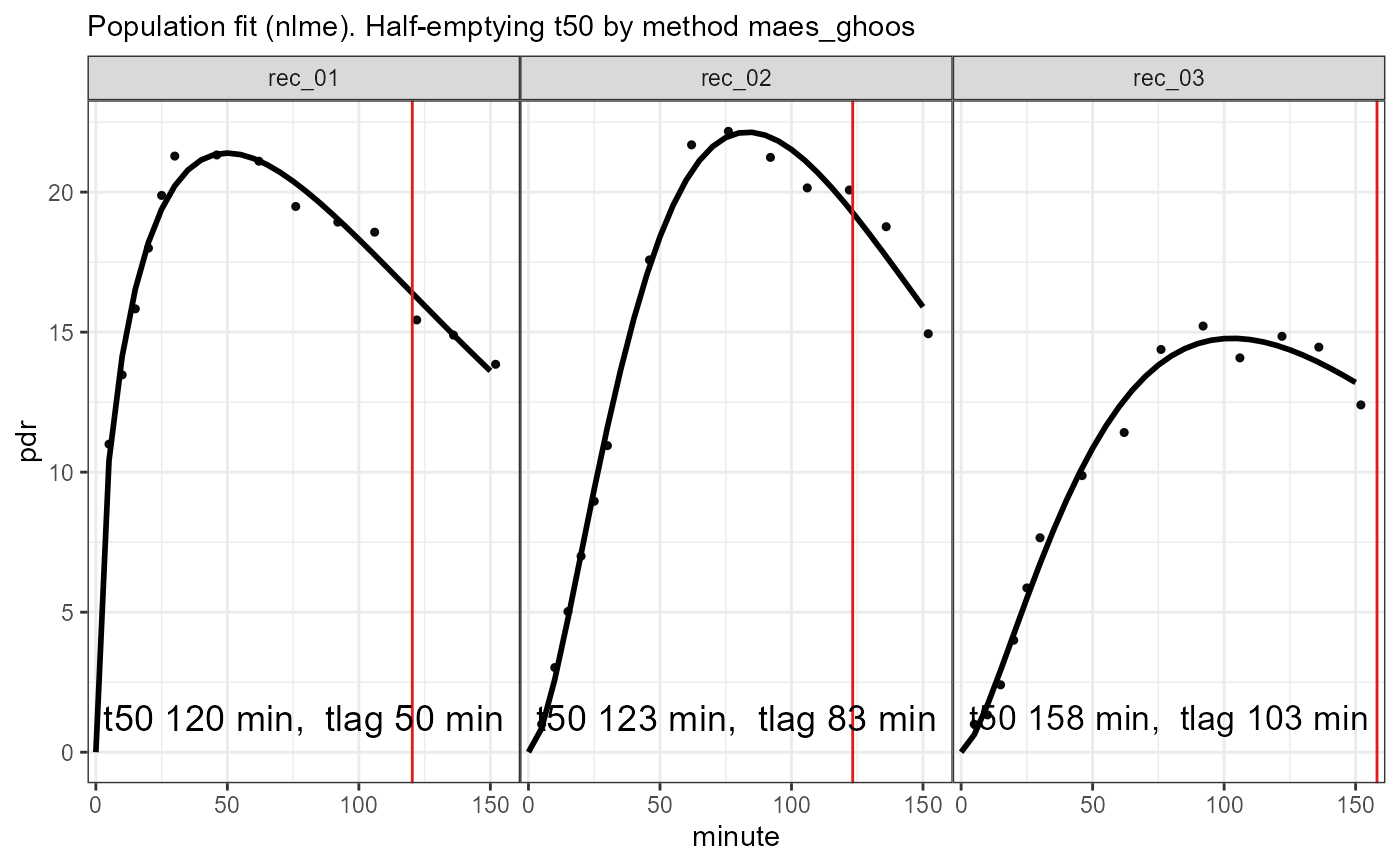 Population fit (nlme). Half-emptying t50 by method maes_ghoos
rec_01 rec_02 rec_03
20
15
10
5
0
pdr
t50 120 min, tlag 50 min
t50 123 min, tlag 83 min
t50 158 min, tlag 103 min
0 50 100 150 0 50 100 150 0 50 100 150
minute